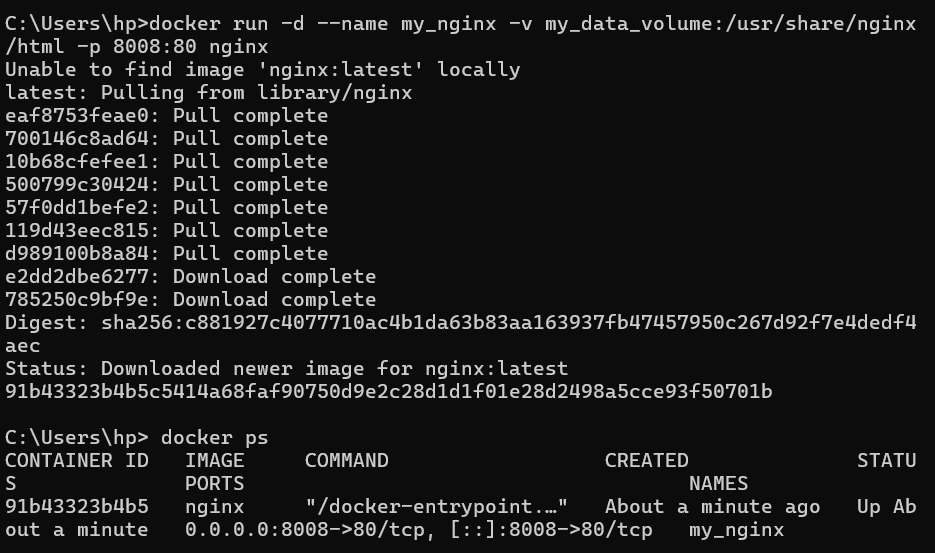 C:\Users\hp>docker run -d --name my_nginx -v my_data_volume:/usr/share/nginx
/html -p 8008:80 nginx
Unable to find image 'nginx:latest' locally
latest: Pulling from library/nginx
eaf8753feae0: Pull complete
700146c8ad64: Pull complete
10b68cfefee1: Pull complete
500799c30424: Pull complete
57f0dd1befe2: Pull complete
119d43eec815: Pull complete
d989100b8a84: Pull complete
e2dd2dbe6277: Download complete
785250c9bf9e: Download complete
Digest: sha256:c881927c4077710ac4b1da63b83aa163937fb47457950c267d92f7e4dedf4
aec
Status: Downloaded newer image for nginx:latest
91b43323b4b5c5414a68faf90750d9e2c28d1d1f01e28d2498a5cce93f50701b
C:\Users\hp> docker ps
CONTAINER ID   IMAGE     COMMAND                  CREATED              STATU
S              PORTS                                     NAMES
91b43323b4b5   nginx     "/docker-entrypoint.…"   About a minute ago   Up Ab
out a minute   0.0.0.0:8008->80/tcp, [::]:8008->80/tcp   my_nginx